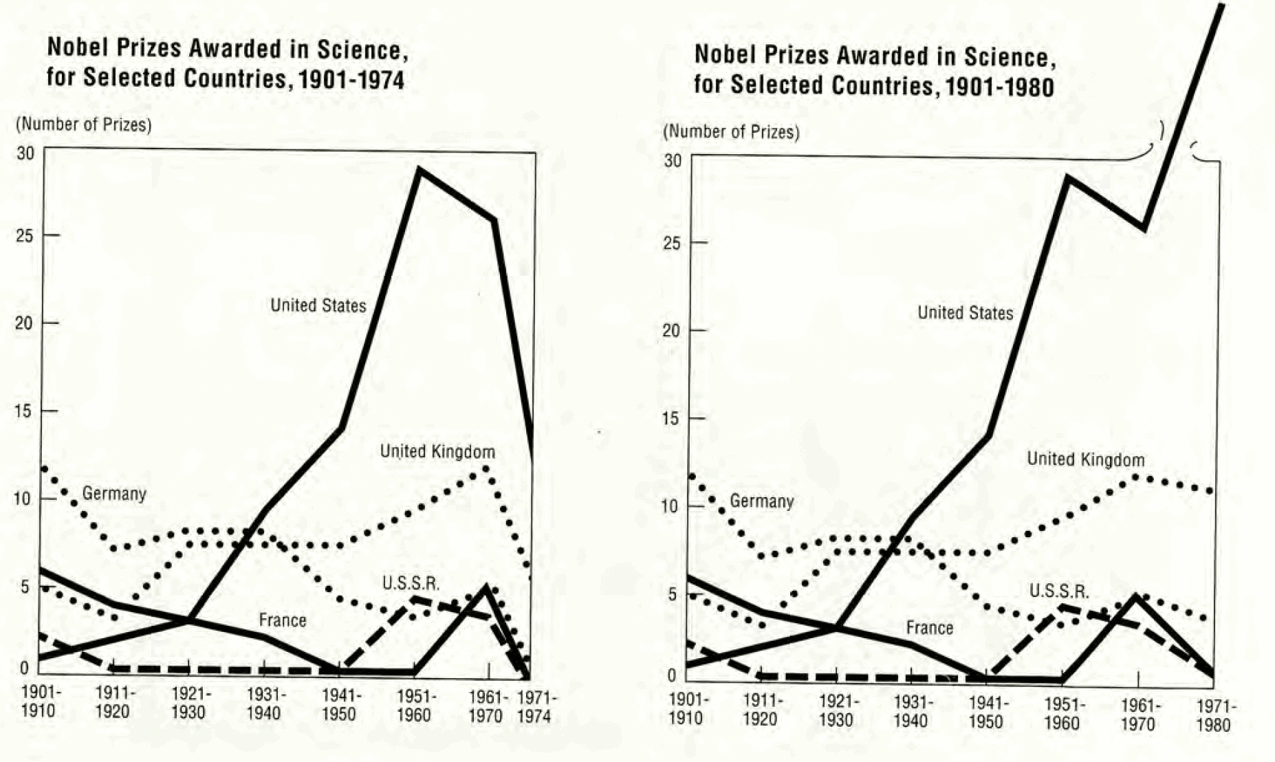 Nobel Prizes Awarded in Science,
for Selected Countries, 1901-1974
(Number of Prizes)
30
25
20
15
10
5
0
United States
United Kingdom
Germany
U.S.S.R.
France
1901-
1910
1911-
1920
1921-
1930
1931-
1940
1941-
1950
1951-
1960
1961-
1970
1971-
1974
Nobel Prizes Awarded in Science,
for Selected Countries, 1901-1980
(Number of Prizes)
30
25
20
15
10
5
0
United States
United Kingdom
Germany
U.S.S.R.
France
1901-
1910
1911-
1920
1921-
1930
1931-
1940
1941-
1950
1951-
1960
1961-
1970
1971-
1980